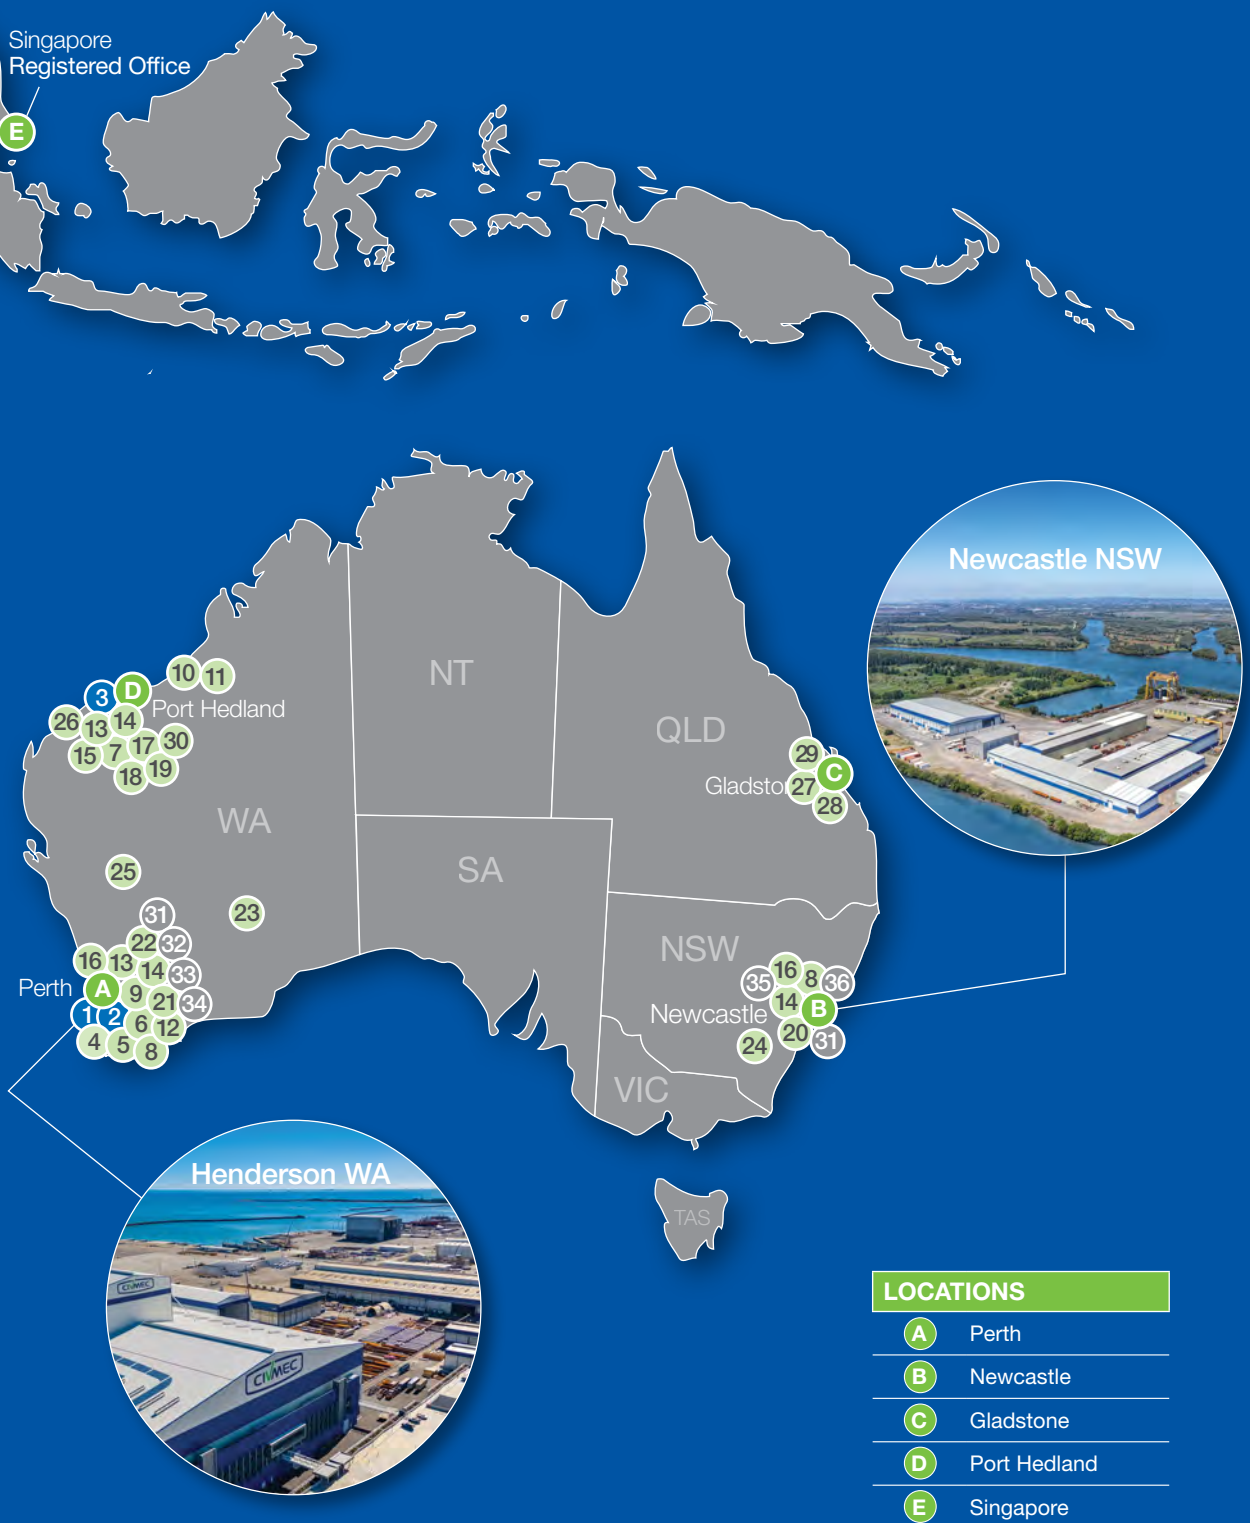 Singapore
Registered Office
E
Newcastle NSW
NT
QLD
WA
SA
NSW
VIC
TAS
10
11
3
D
Port Hedland
26
13
14
15
7
17
30
18
19
29
C
Gladsto
27
28
25
23
31
22
32
16
13
14
33
Perth
A
9
21
34
1
2
6
12
4
5
8
35
16
8
36
14
Newcastle
B
20
31
24
Henderson WA
CIVMEC
CIVMEC
LOCATIONS
A Perth
B Newcastle
C Gladstone
D Port Hedland
E Singapore